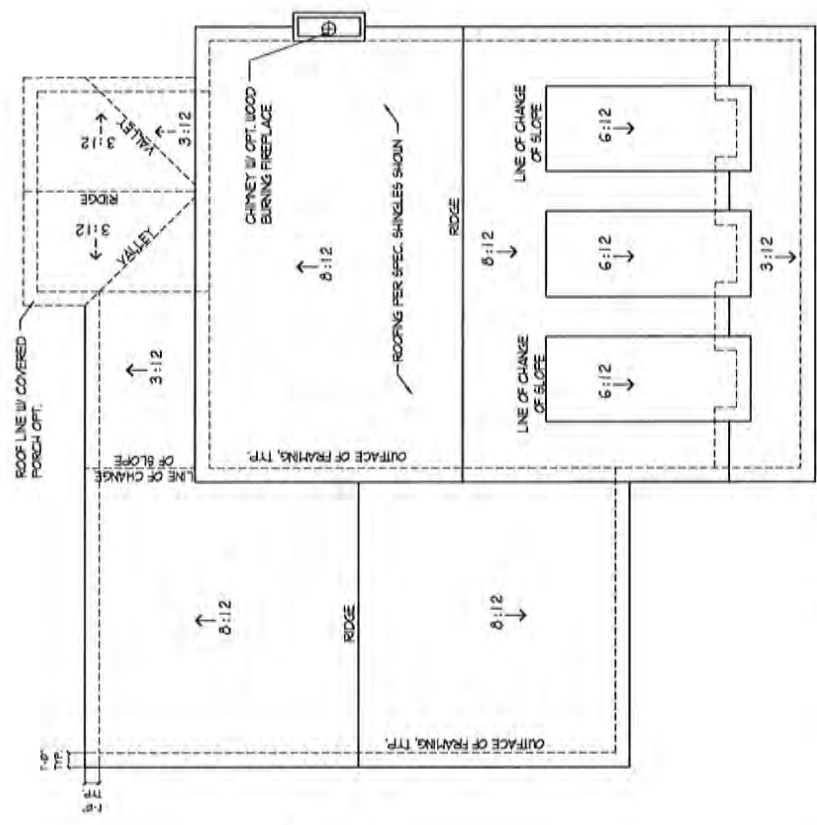 ROOF LINE W/ COVERED
PORCH OPT.
3:12
VALLEY
3:12
RIDGE
3:12
VALLEY
3:12
LINE OF CHANGE
OF SLOPE
CHIMNEY W/ OPT. WOOD
BURNING FIREPLACE
8:12
ROOFING PER SPEC. SHINGLES SHOWN
OUTFACE OF FRAMING, TYP.
RIDGE
8:12
LINE OF CHANGE
OF SLOPE
6:12
6:12
LINE OF CHANGE
OF SLOPE
6:12
3:12
8:12
RIDGE
8:12
OUTFACE OF FRAMING, TYP.
1'-0"
TYP.
1'-0"
TYP.